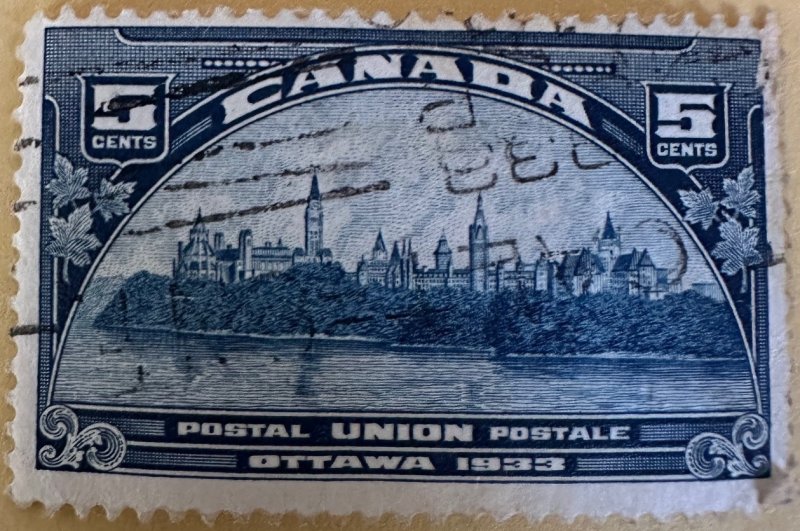 CANADA
5 CENTS
5 CENTS
POSTAL UNION POSTALE
OTTAWA 1933